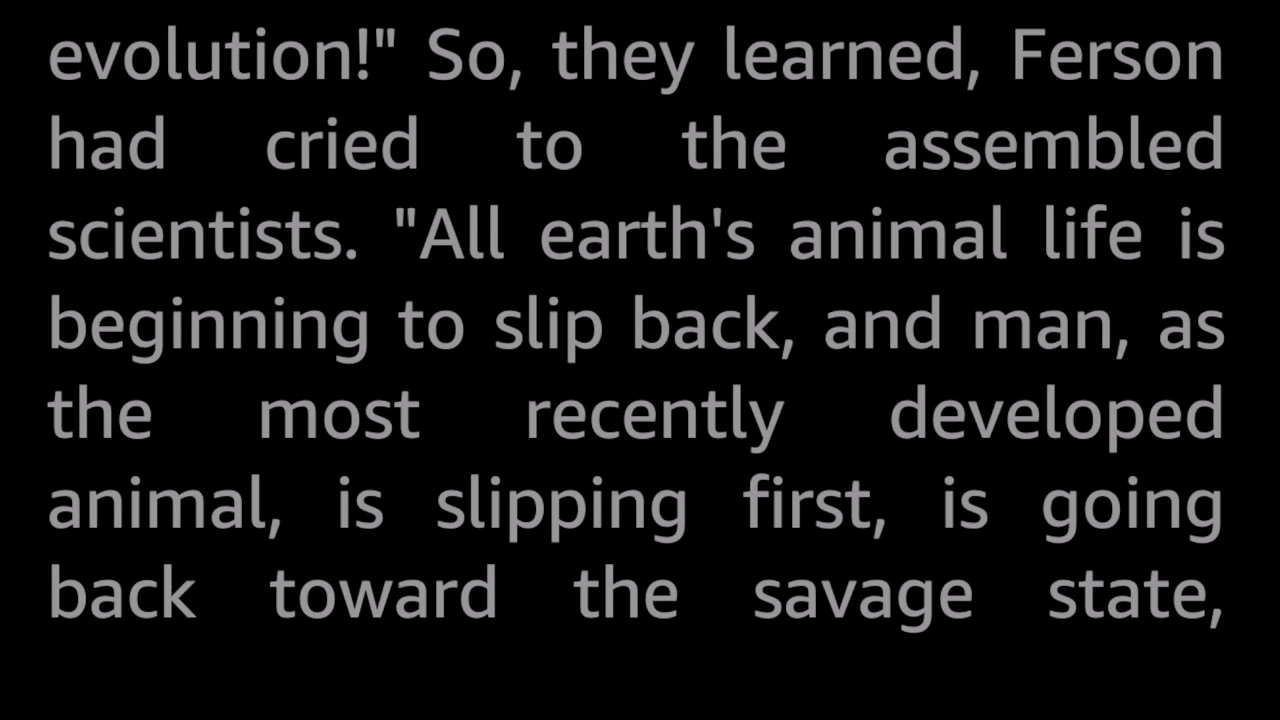 evolution!" So, they learned, Ferson
had cried to the assembled
scientists. "All earth's animal life is
beginning to slip back, and man, as
the most recently developed
animal, is slipping first, is going
back toward the savage state,